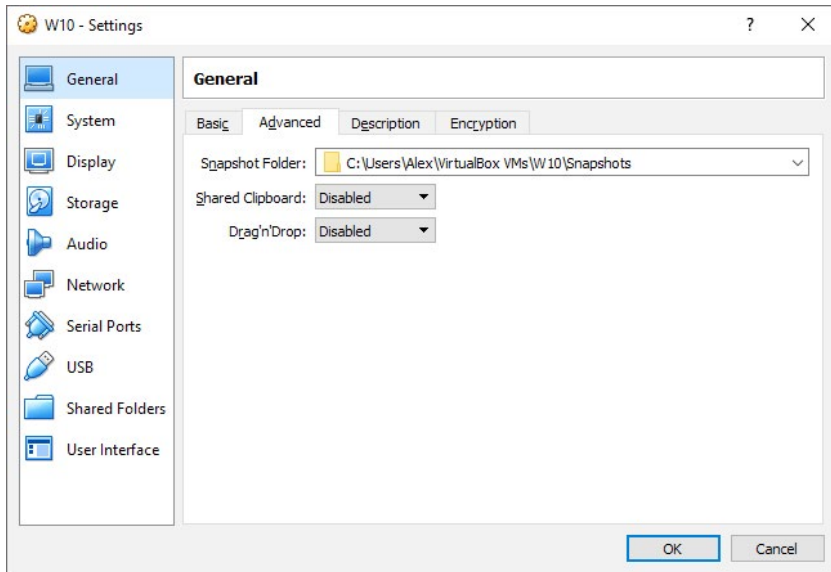 W10 - Settings
?
General
System
Display
Storage
Audio
Network
Serial Ports
USB
Shared Folders
User Interface
General
Basic Advanced Description Encryption
Snapshot Folder: C:\Users\Alex\VirtualBox VMs\W10\Snapshots
Shared Clipboard: Disabled
Drag'n'Drop: Disabled
OK Cancel